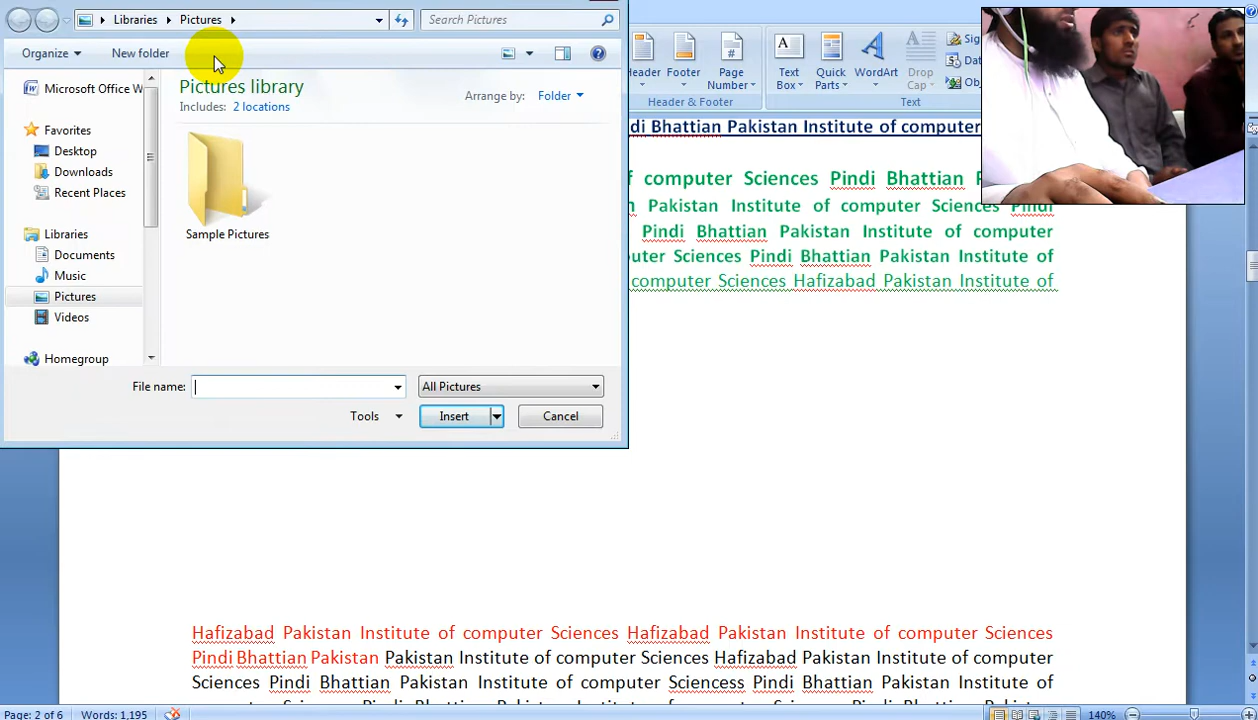 Libraries Pictures
Search Pictures
Organize New folder
Microsoft Office W
Favorites
Desktop
Downloads
Recent Places
Libraries
Documents
Music
Pictures
Videos
Homegroup
Pictures library
Includes: 2 locations
Arrange by: Folder
Sample Pictures
File name:
All Pictures
Tools
Insert
Cancel
Header Footer Page Number
Header & Footer
Text Box Quick Parts WordArt Drop Cap
Text
di Bhattian Pakistan Institute of computer
f computer Sciences Pindi Bhattian
Pakistan Institute of computer Sciences Pindi
Pindi Bhattian Pakistan Institute of computer
uter Sciences Pindi Bhattian Pakistan Institute of
computer Sciences Hafizabad Pakistan Institute of
Hafizabad Pakistan Institute of computer Sciences Hafizabad Pakistan Institute of computer Sciences
Pindi Bhattian Pakistan Pakistan Institute of computer Sciences Hafizabad Pakistan Institute of computer
Sciences Pindi Bhattian Pakistan Institute of computer Sciencess Pindi Bhattian Pakistan Institute of
Page: 2 of 6 Words: 1,195 140%